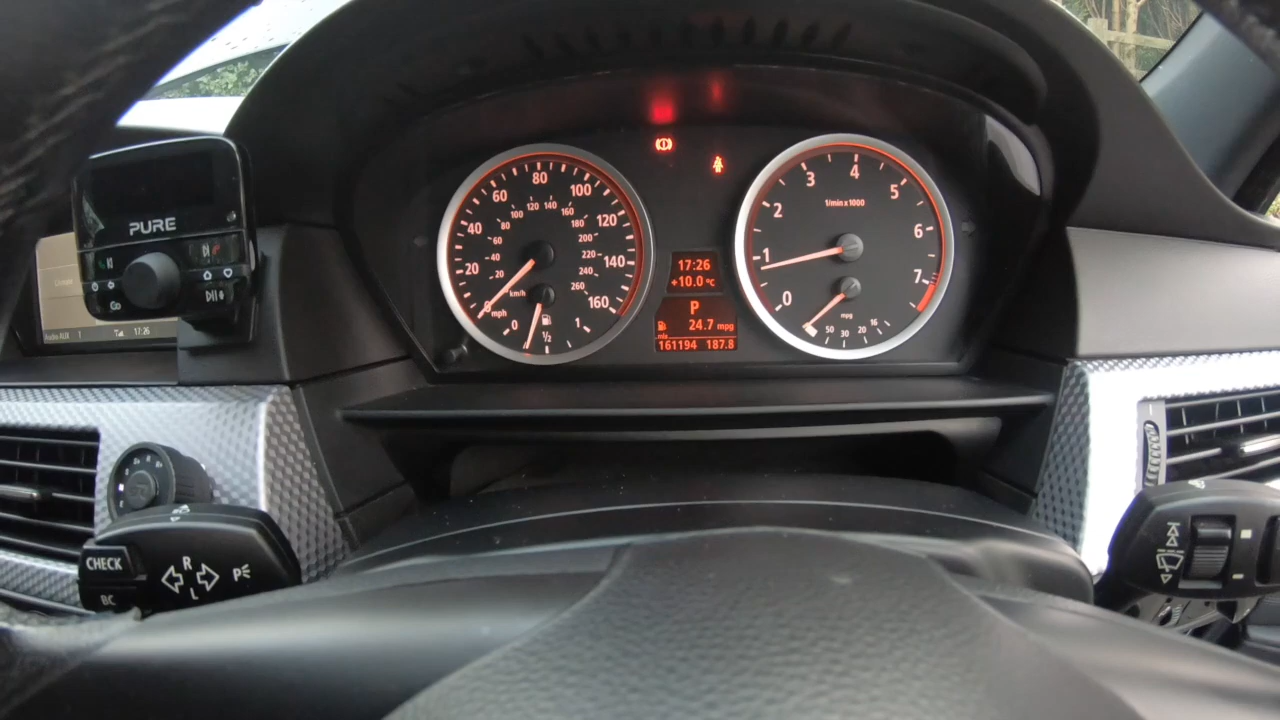 PURE
Audio AUX
17:26
0
20
40
60
80
100
120
140
160
20
40
60
80
100
120
140
160
180
200
220
240
260
km/h
mph
0
1/2
1
17:26
+10.0 °C
P
24.7 mpg
mls
161194 187.8
0
1
2
3
4
5
6
7
1/min x 1000
mpg
50 30 20 16
CHECK
BC
R
L
P